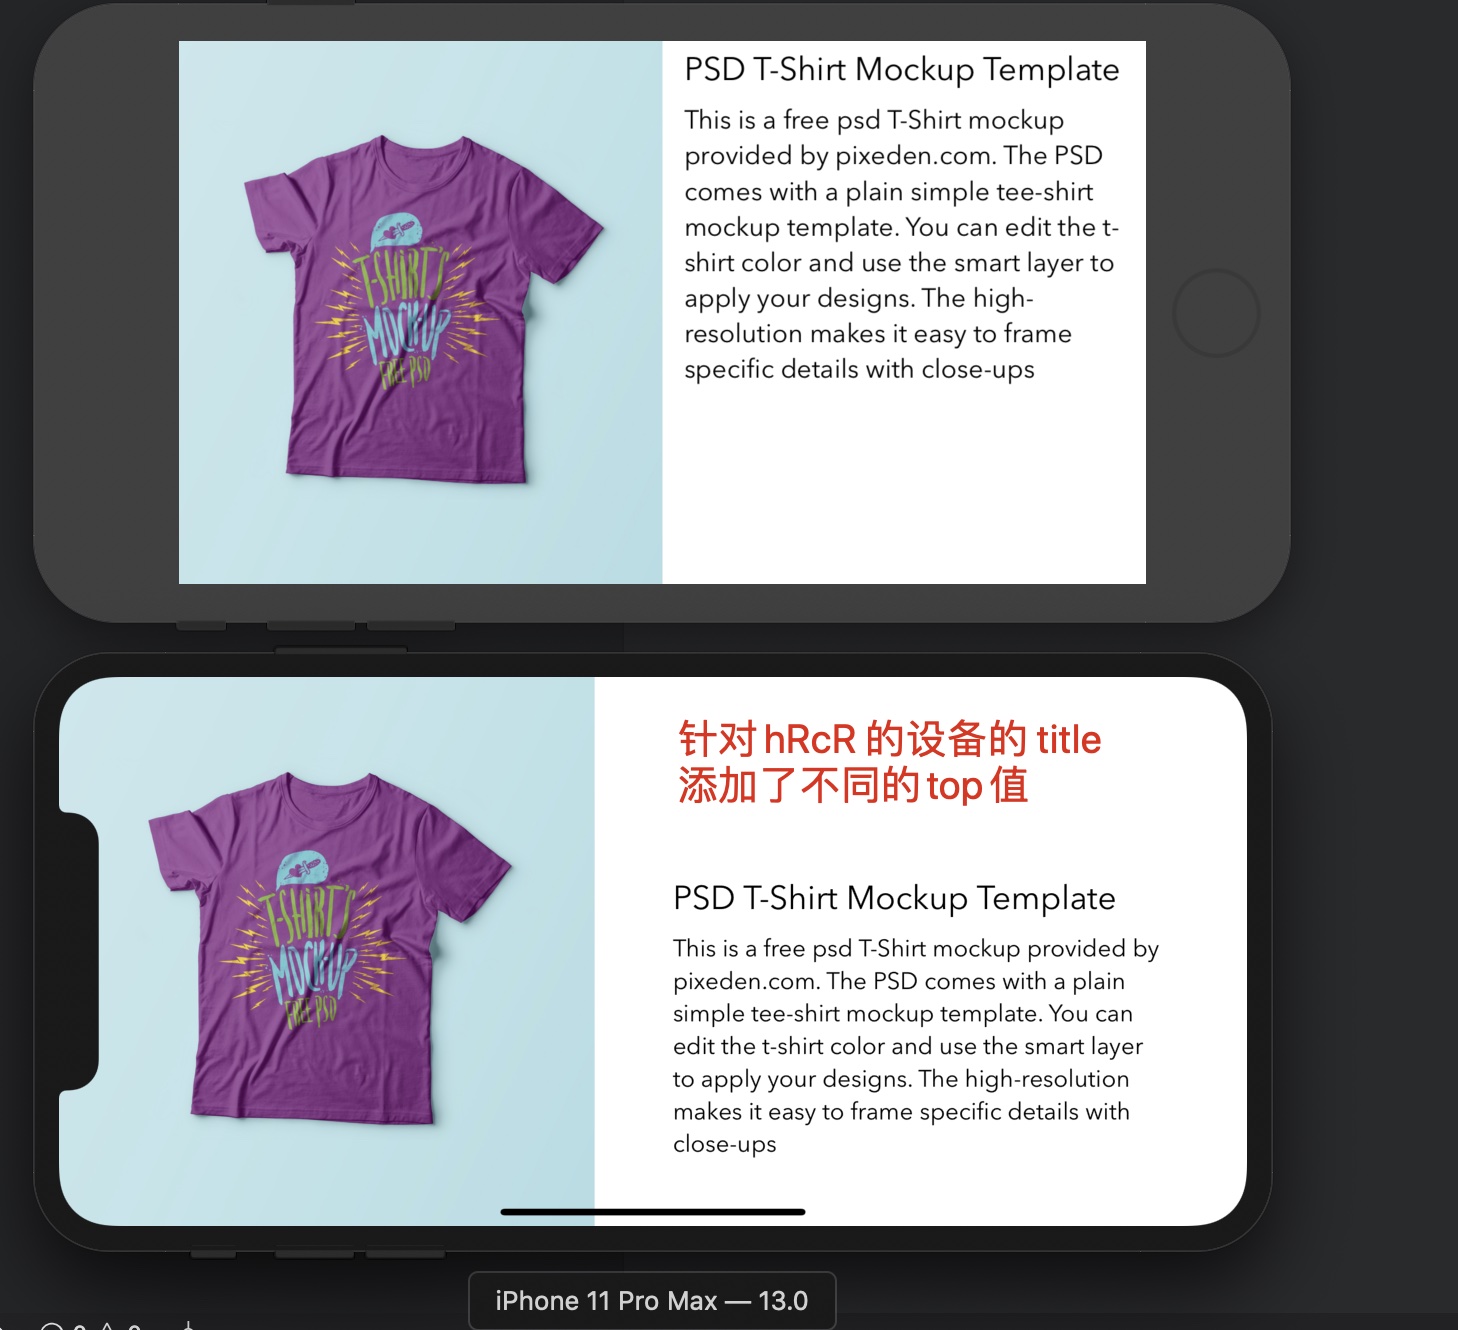 PSD T-Shirt Mockup Template
This is a free psd T-Shirt mockup
provided by pixeden.com. The PSD
comes with a plain simple tee-shirt
mockup template. You can edit the t-
shirt color and use the smart layer to
apply your designs. The high-
resolution makes it easy to frame
specific details with close-ups
T-SHIRT'S
MOCKUP
FREE PSD
针对 hRcR 的设备的 title
添加了不同的 top 值
PSD T-Shirt Mockup Template
This is a free psd T-Shirt mockup provided by
pixeden.com. The PSD comes with a plain
simple tee-shirt mockup template. You can
edit the t-shirt color and use the smart layer
to apply your designs. The high-resolution
makes it easy to frame specific details with
close-ups
T-SHIRT'S
MOCKUP
FREE PSD
iPhone 11 Pro Max — 13.0